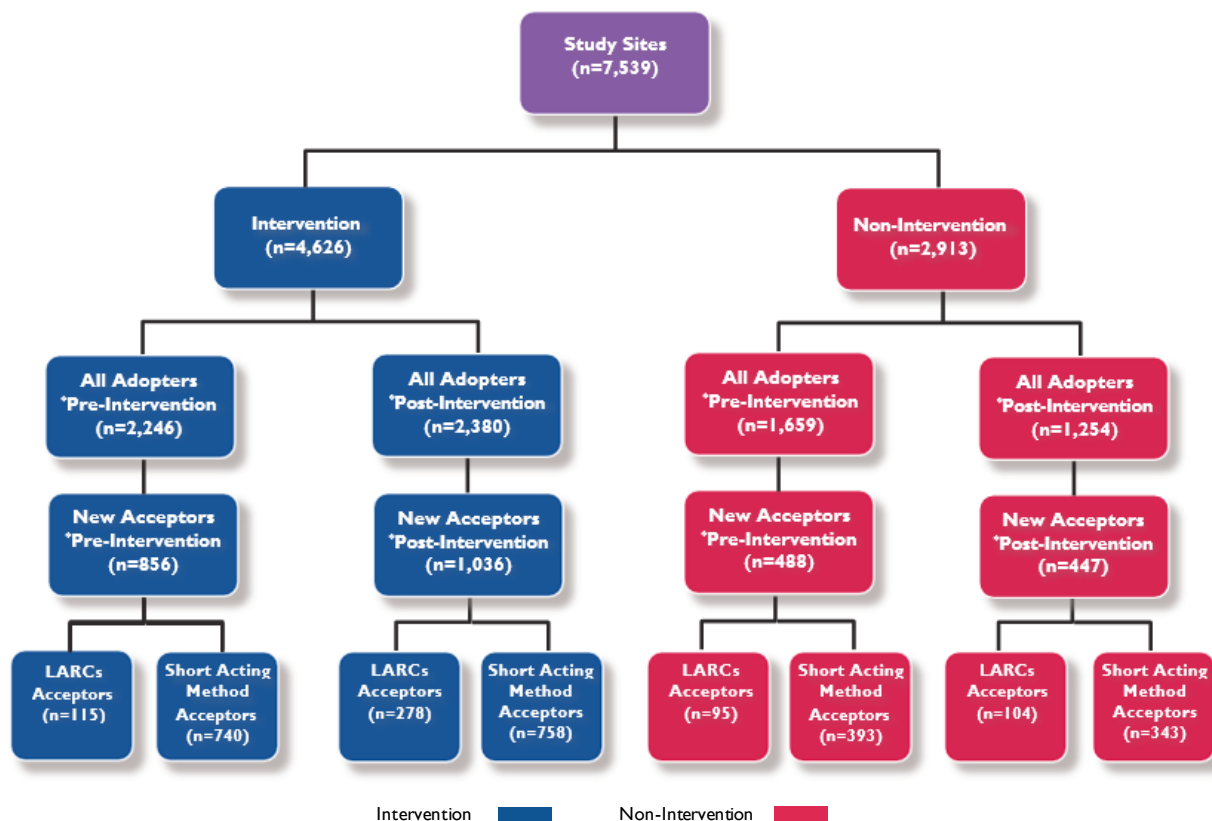 Study Sites
(n=7,539)
Intervention
(n=4,626)
Non-Intervention
(n=2,913)
All Adopters
*Pre-Intervention
(n=2,246)
All Adopters
*Post-Intervention
(n=2,380)
All Adopters
*Pre-Intervention
(n=1,659)
All Adopters
*Post-Intervention
(n=1,254)
New Acceptors
*Pre-Intervention
(n=856)
New Acceptors
*Post-Intervention
(n=1,036)
New Acceptors
*Pre-Intervention
(n=488)
New Acceptors
*Post-Intervention
(n=447)
LARCs
Acceptors
(n=115)
Short Acting
Method
Acceptors
(n=740)
LARCs
Acceptors
(n=278)
Short Acting
Method
Acceptors
(n=758)
LARCs
Acceptors
(n=95)
Short Acting
Method
Acceptors
(n=393)
LARCs
Acceptors
(n=104)
Short Acting
Method
Acceptors
(n=343)
Intervention
Non-Intervention